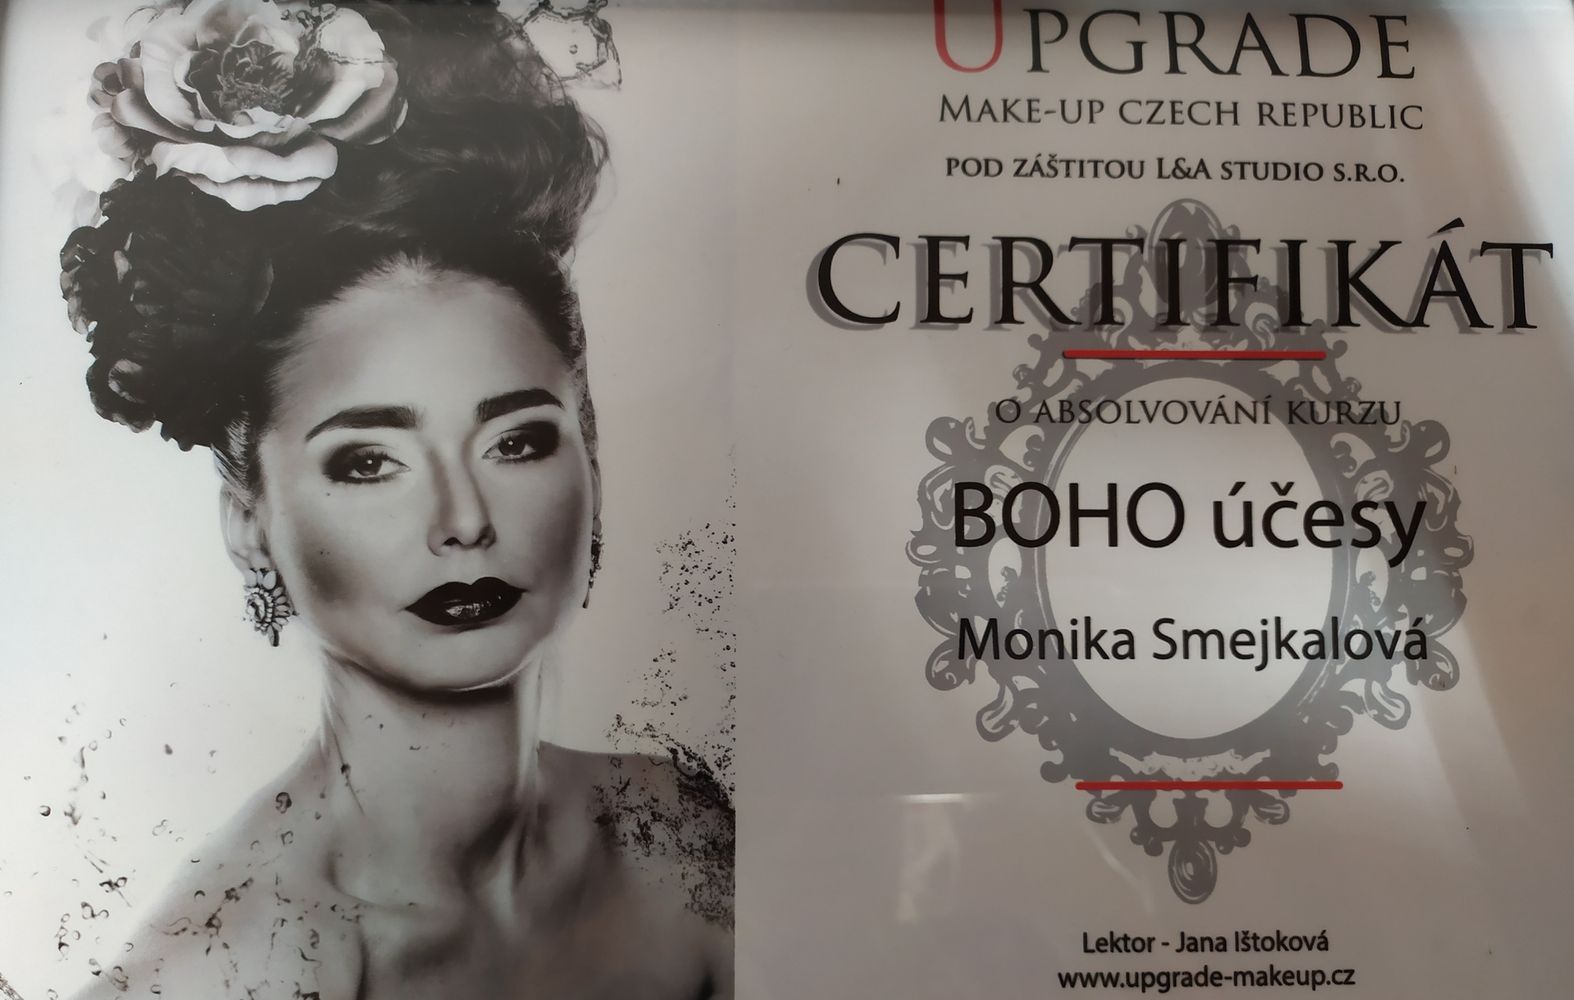 UPGRADE
MAKE-UP CZECH REPUBLIC
POD ZÁŠTITOU L&A STUDIO S.R.O.
CERTIFIKÁT
O ABSOLVOVÁNÍ KURZU
BOHO účesy
Monika Smejkalová
Lektor - Jana Ištoková
www.upgrade-makeup.cz